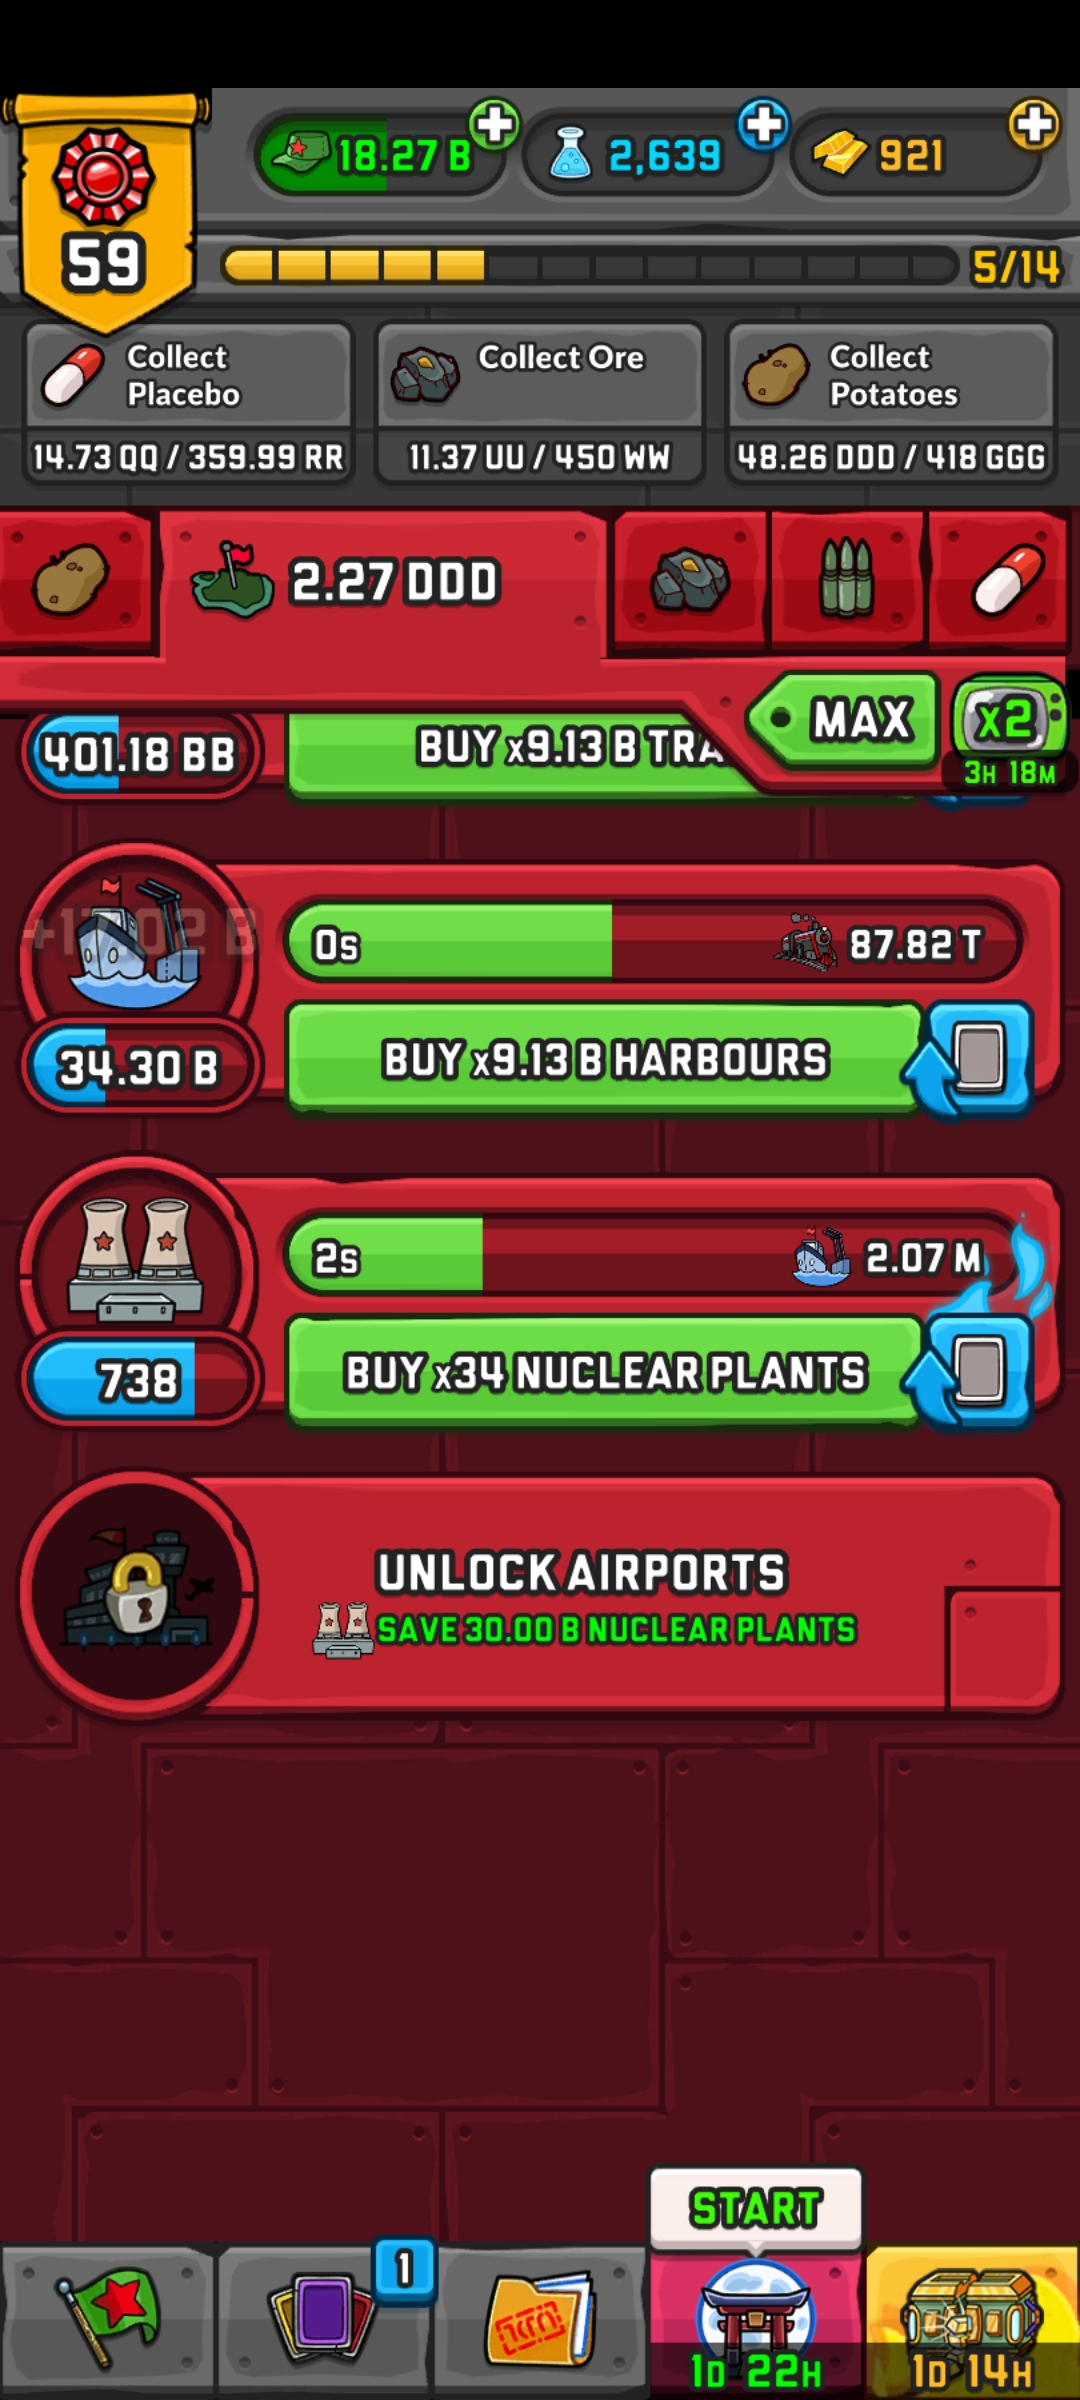 18.27 B
2,639
921
59
5/14
Collect
Placebo
14.73 QQ / 359.99 RR
Collect Ore
11.37 UU / 450 WW
Collect
Potatoes
48.26 DDD / 418 GGG
2.27 DDD
MAX
x2
3H 18M
401.18 BB
BUY x9.13 B TRA
0s
87.82 T
34.30 B
BUY x9.13 B HARBOURS
2s
2.07 M
738
BUY x34 NUCLEAR PLANTS
UNLOCK AIRPORTS
SAVE 30.00 B NUCLEAR PLANTS
START
1
1D 22H
1D 14H